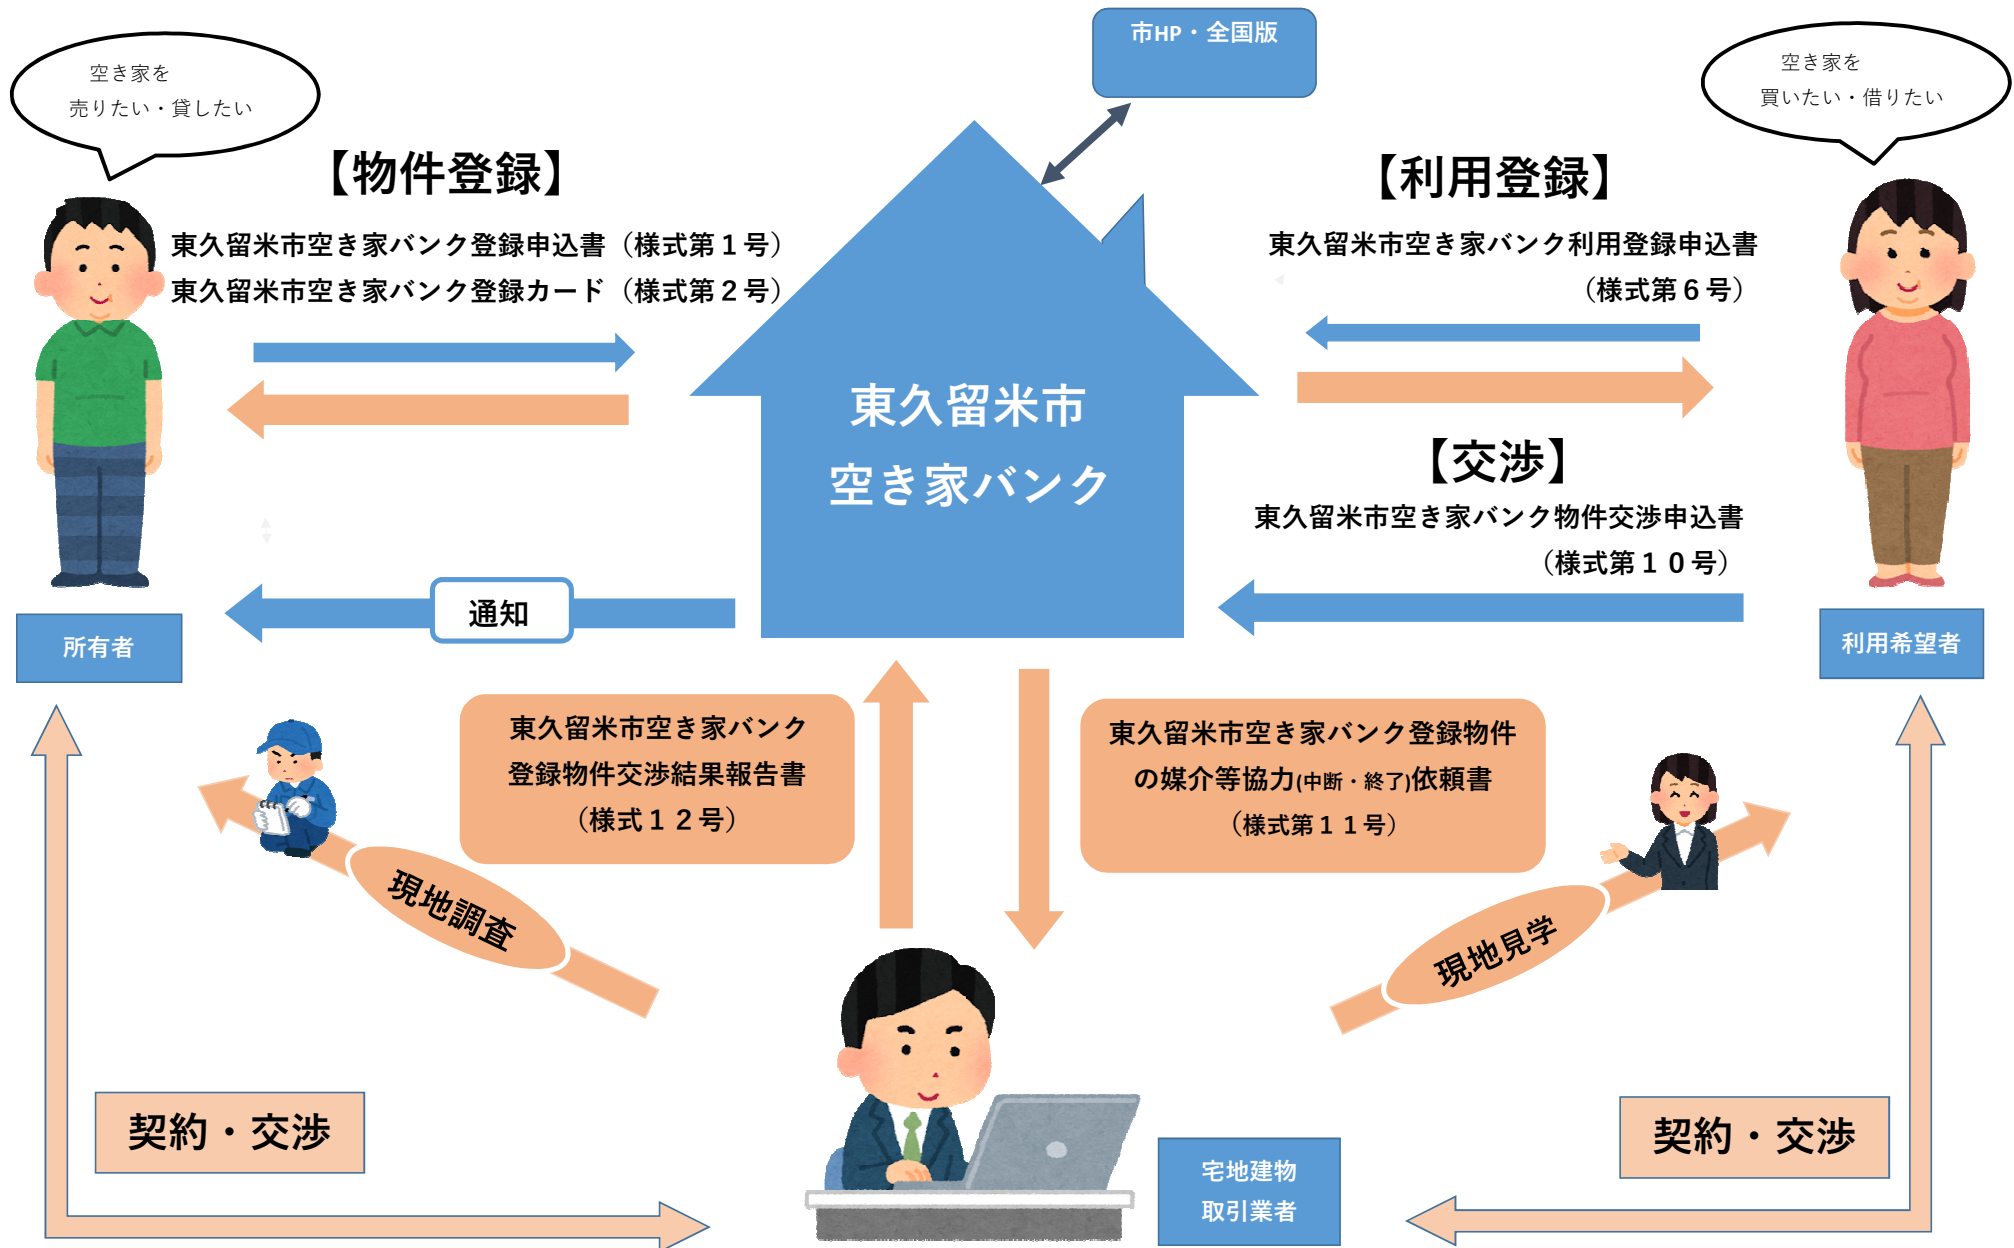 市HP・全国版
空き家を
売りたい・貸したい
空き家を
買いたい・借りたい
【物件登録】
東久留米市空き家バンク登録申込書（様式第１号）
東久留米市空き家バンク登録カード（様式第２号）
【利用登録】
東久留米市空き家バンク利用登録申込書
（様式第６号）
東久留米市
空き家バンク
【交渉】
東久留米市空き家バンク物件交渉申込書
（様式第１０号）
通知
所有者
利用希望者
東久留米市空き家バンク
登録物件交渉結果報告書
（様式１２号）
東久留米市空き家バンク登録物件
の媒介等協力(中断・終了)依頼書
（様式第１１号）
現地調査
現地見学
契約・交渉
契約・交渉
宅地建物
取引業者